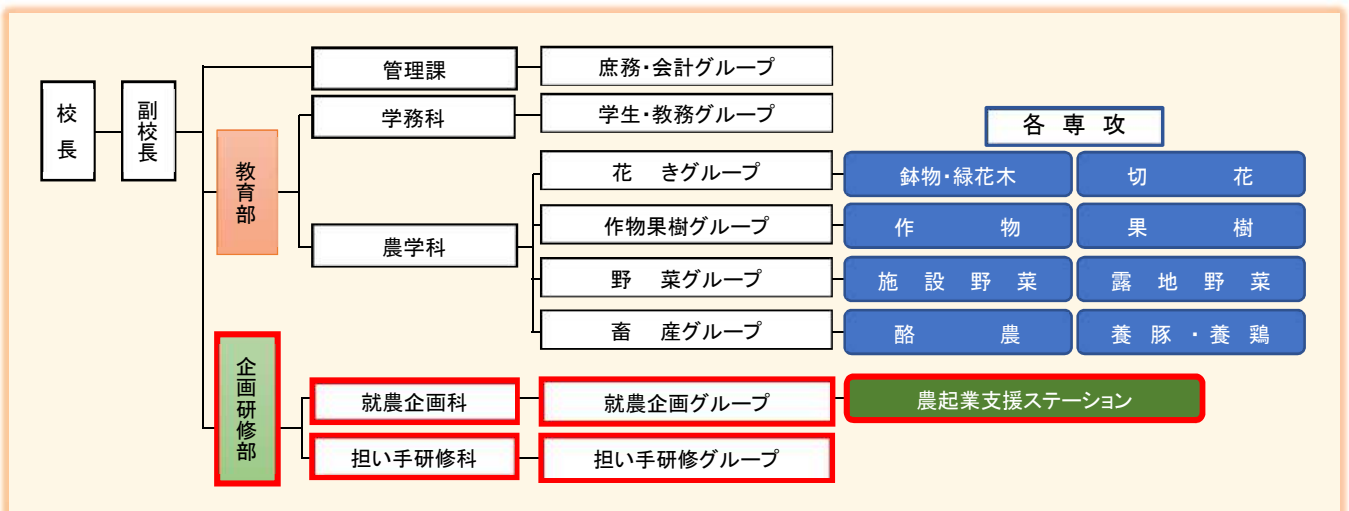 校長
副校長
管理課
庶務・会計グループ
教育部
学務科
学生・教務グループ
各専攻
農学科
花きグループ
鉢物・緑花木
切花
作物果樹グループ
作物
果樹
野菜グループ
施設野菜
露地野菜
畜産グループ
酪農
養豚・養鶏
企画研修部
就農企画科
就農企画グループ
農起業支援ステーション
担い手研修科
担い手研修グループ